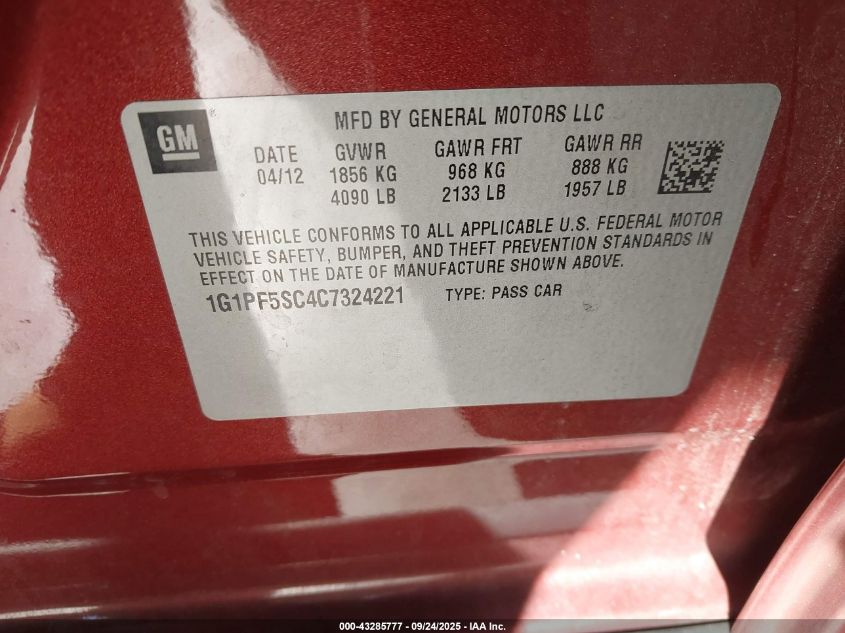 GM
MFD BY GENERAL MOTORS LLC
DATE GVWR GAWR FRT GAWR RR
04/12 1856 KG 968 KG 888 KG
4090 LB 2133 LB 1957 LB
THIS VEHICLE CONFORMS TO ALL APPLICABLE U.S. FEDERAL MOTOR
VEHICLE SAFETY, BUMPER, AND THEFT PREVENTION STANDARDS IN
EFFECT ON THE DATE OF MANUFACTURE SHOWN ABOVE.
1G1PF5SC4C7324221 TYPE: PASS CAR
000-43285777 - 09/24/2025 - IAA Inc.